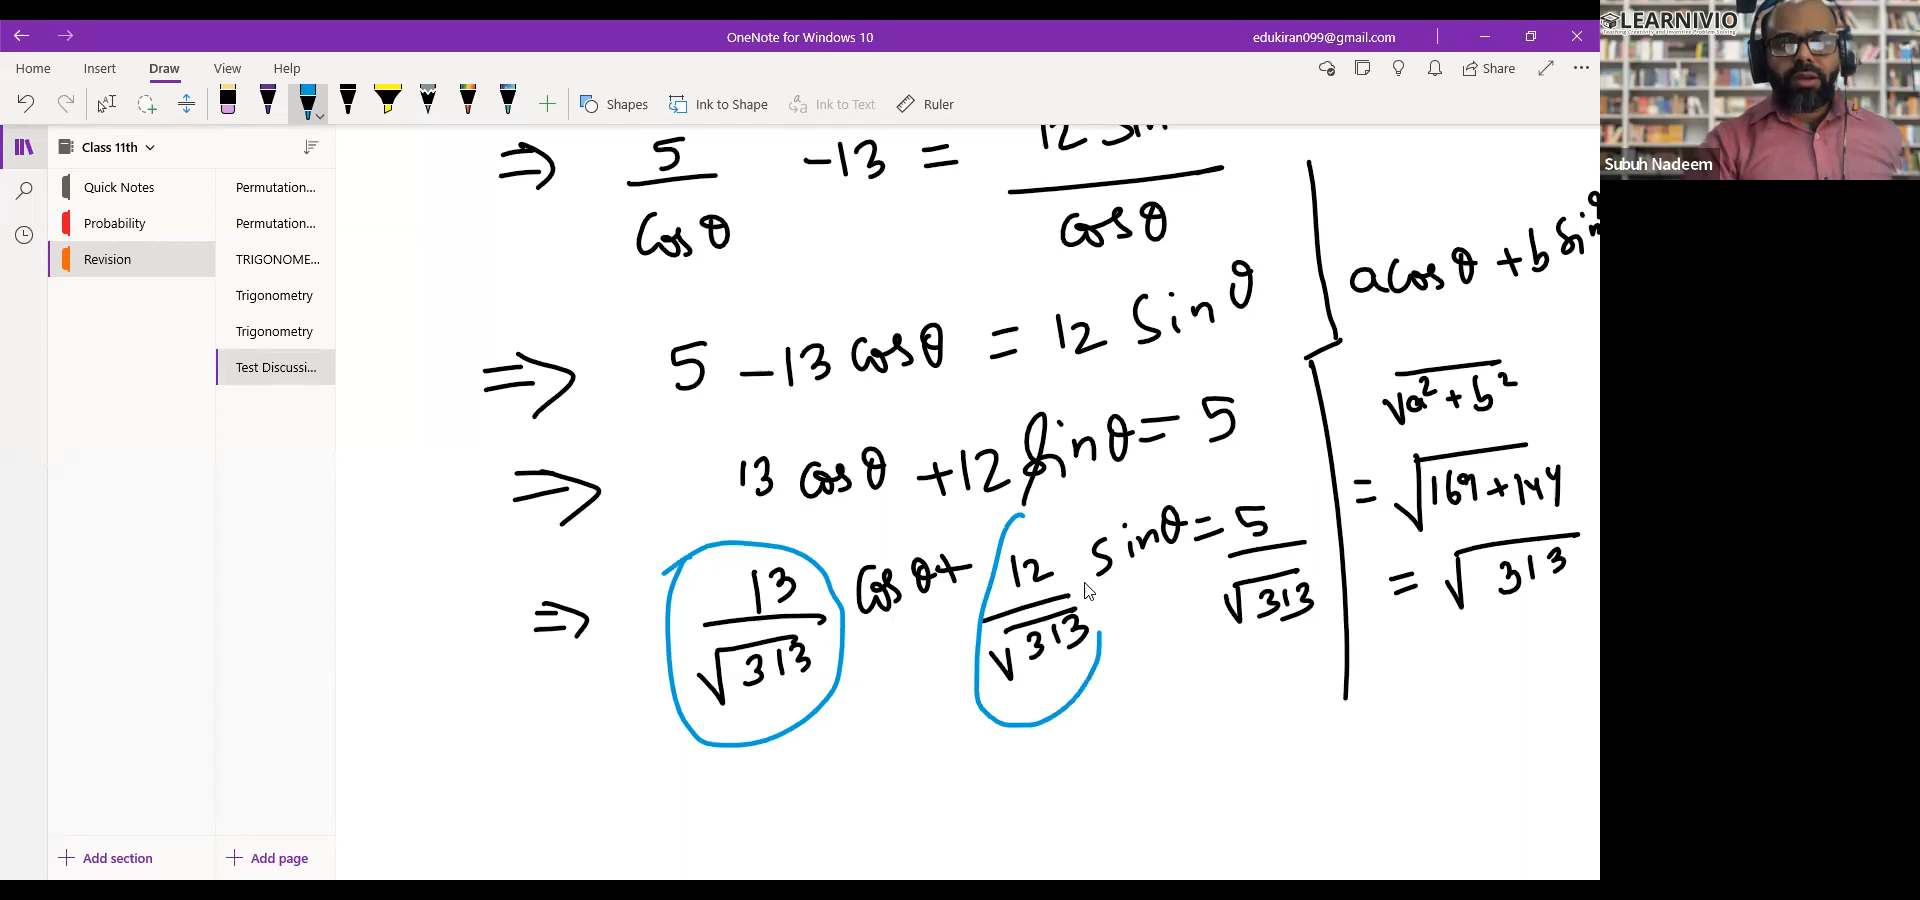 LEARNIVIO
OneNote for Windows 10
edukiran099@gmail.com
Home Insert Draw View Help
Share
Shapes Ink to Shape Ink to Text Ruler
Class 11th
Quick Notes
Probability
Revision
Permutation...
Permutation...
TRIGONOME...
Trigonometry
Trigonometry
Test Discussi...
Add section
Add page
Subuh Nadeem
⇒ 5/cosθ -13 = 12 sin/cosθ
⇒ 5 - 13 cosθ = 12 sinθ
⇒ 13 cosθ + 12 sinθ = 5
⇒ 13/√313 cosθ + 12/√313 sinθ = 5/√313
a cosθ + b sinθ
√a² + b²
= √169 + 144
= √313